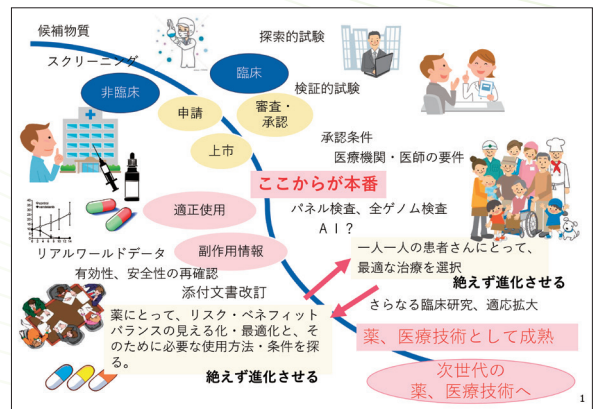 候補物質
スクリーニング
探索的試験
非臨床
臨床
検証的試験
申請
審査・
承認
上市
承認条件
医療機関・医師の要件
ここからが本番
適正使用
パネル検査、全ゲノム検査
ＡＩ？
副作用情報
リアルワールドデータ
有効性、安全性の再確認
一人一人の患者さんにとって、
最適な治療を選択
絶えず進化させる
添付文書改訂
さらなる臨床研究、適応拡大
薬にとって、リスク・ベネフィット
バランスの見える化・最適化と、そ
のために必要な使用方法・条件を探
る。
絶えず進化させる
薬、医療技術として成熟
次世代の
薬、医療技術へ
1